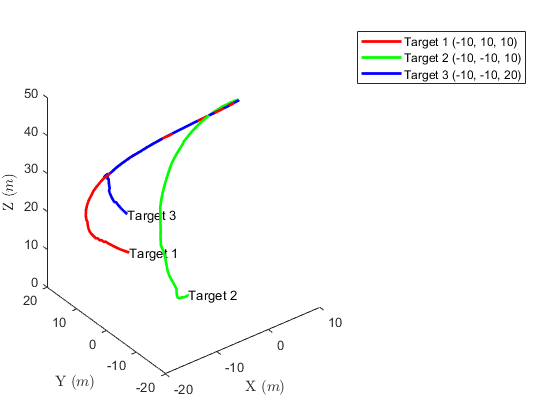 Target 1 (-10, 10, 10)
Target 2 (-10, -10, 10)
Target 3 (-10, -10, 20)
50
40
30
20
10
0
Z (m)
Target 3
Target 1
Target 2
20
10
0
-10
-20
Y (m)
-20
-10
0
10
X (m)